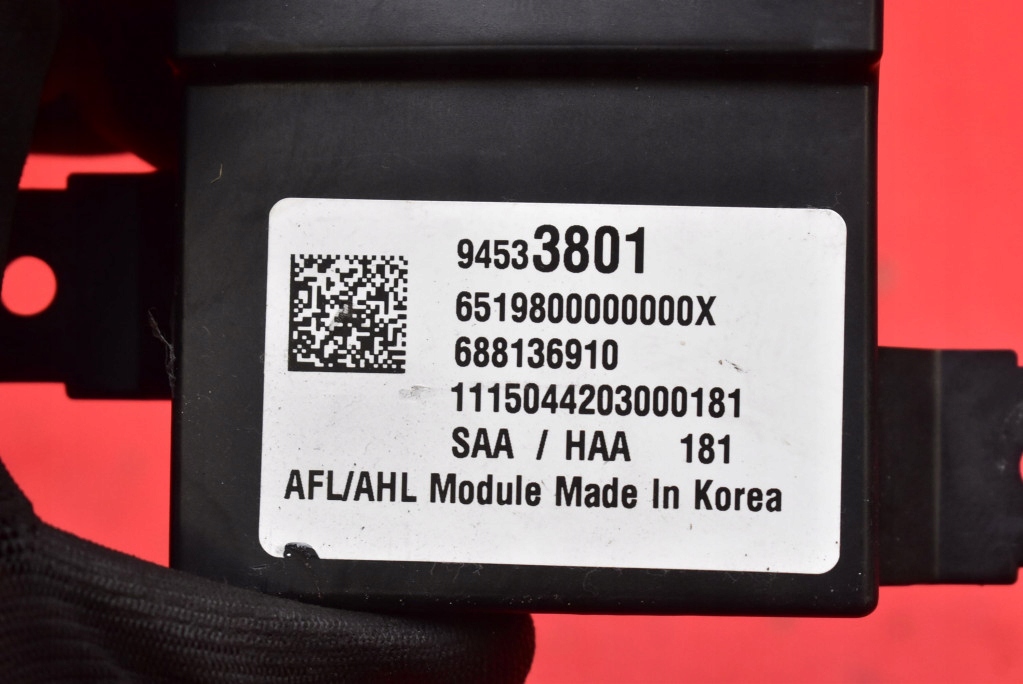 94533801
6519800000000X
688136910
1115044203000181
SAA / HAA 181
AFL/AHL Module Made In Korea